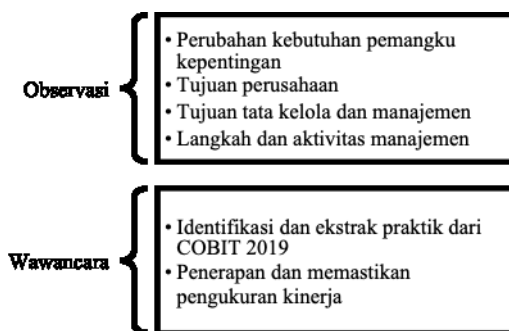 Observasi
• Perubahan kebutuhan pemangku
kepentingan
• Tujuan perusahaan
• Tujuan tata kelola dan manajemen
• Langkah dan aktivitas manajemen
Wawancara
• Identifikasi dan ekstrak praktik dari
COBIT 2019
• Penerapan dan memastikan
pengukuran kinerja